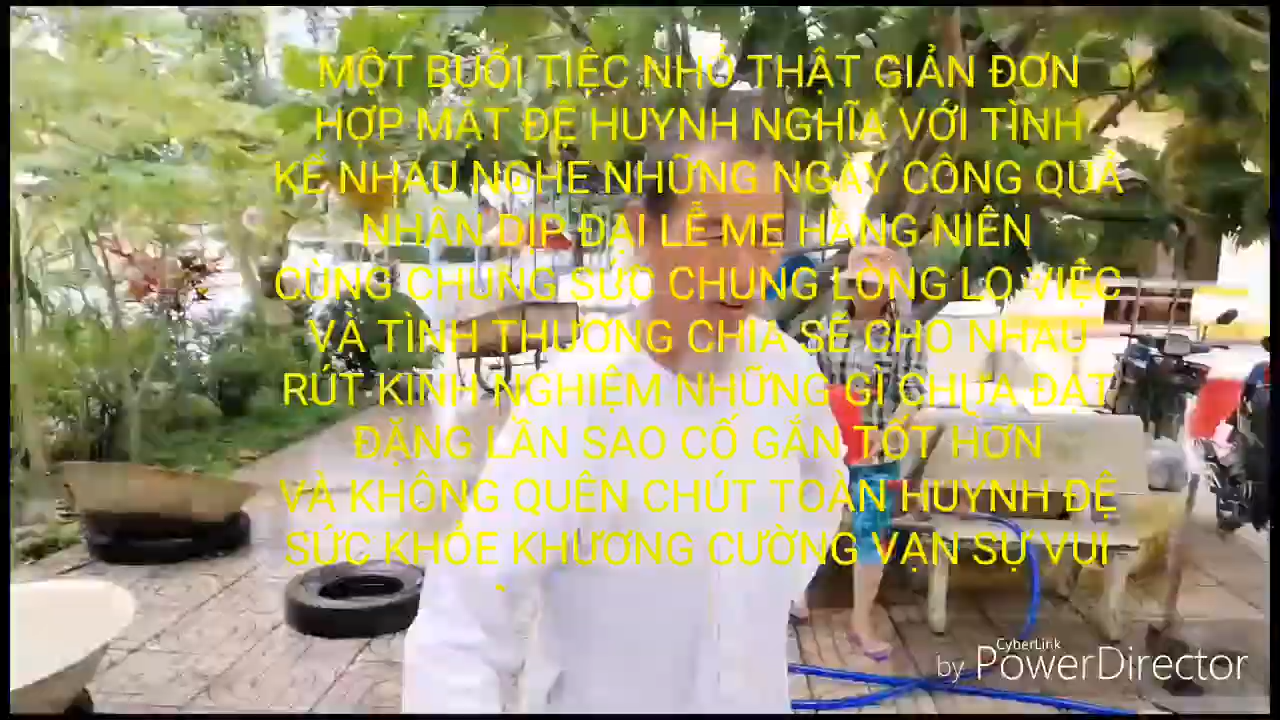 MỘT BUỔI TIỆC NHỎ THẬT GIẢN ĐƠN
HỢP MẶT ĐỆ HUYNH NGHĨA VỚI TÌNH
KỂ NHAU NGHE NHỮNG NGÀY CÔNG QUẢ
NHÂN DỊP ĐẠI LỄ MẸ HẰNG NIÊN
CÙNG CHUNG SỨC CHUNG LÒNG LO VIỆC
VÀ TÌNH THƯƠNG CHIA SẼ CHO NHAU
RÚT KINH NGHIỆM NHỮNG GÌ CHƯA ĐẠT
ĐẶNG LẦN SAO CỐ GẮN TỐT HƠN
VÀ KHÔNG QUÊN CHÚT TOÀN HUYNH ĐỆ
SỨC KHỎE KHƯƠNG CƯỜNG VẠN SỰ VUI
.
by CyberLink PowerDirector